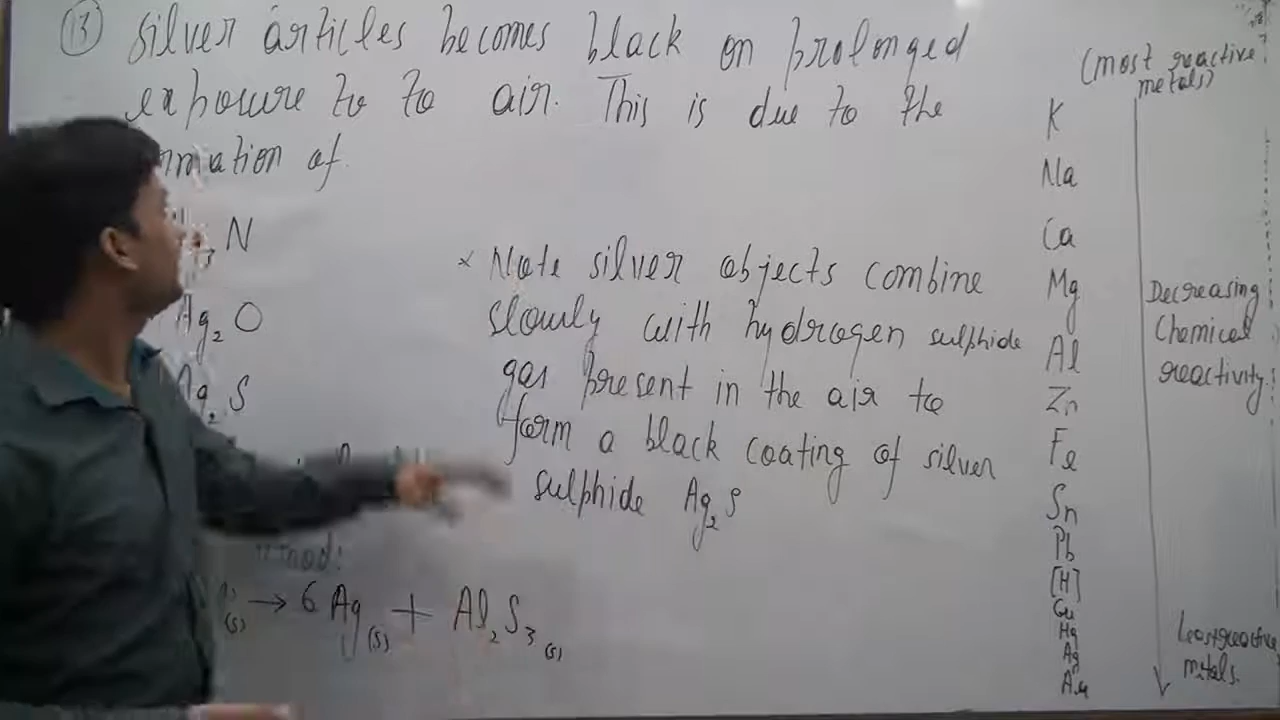 13 Silver articles becomes black on prolonged
exposure to to air. This is due to the
of
N
Ag2O
Ag2S
* Note silver objects combine
slowly with hydrogen sulphide
gas present in the air to
form a black coating of silver
sulphide Ag2S
(s) → 6 Ag(s) + Al2S3(s)
(most reactive
metals)
K
Na
Ca
Mg
Al
Zn
Fe
Sn
Pb
[H]
Cu
Hg
Ag
Au
Decreasing
Chemical
reactivity
Least reactive
metals.